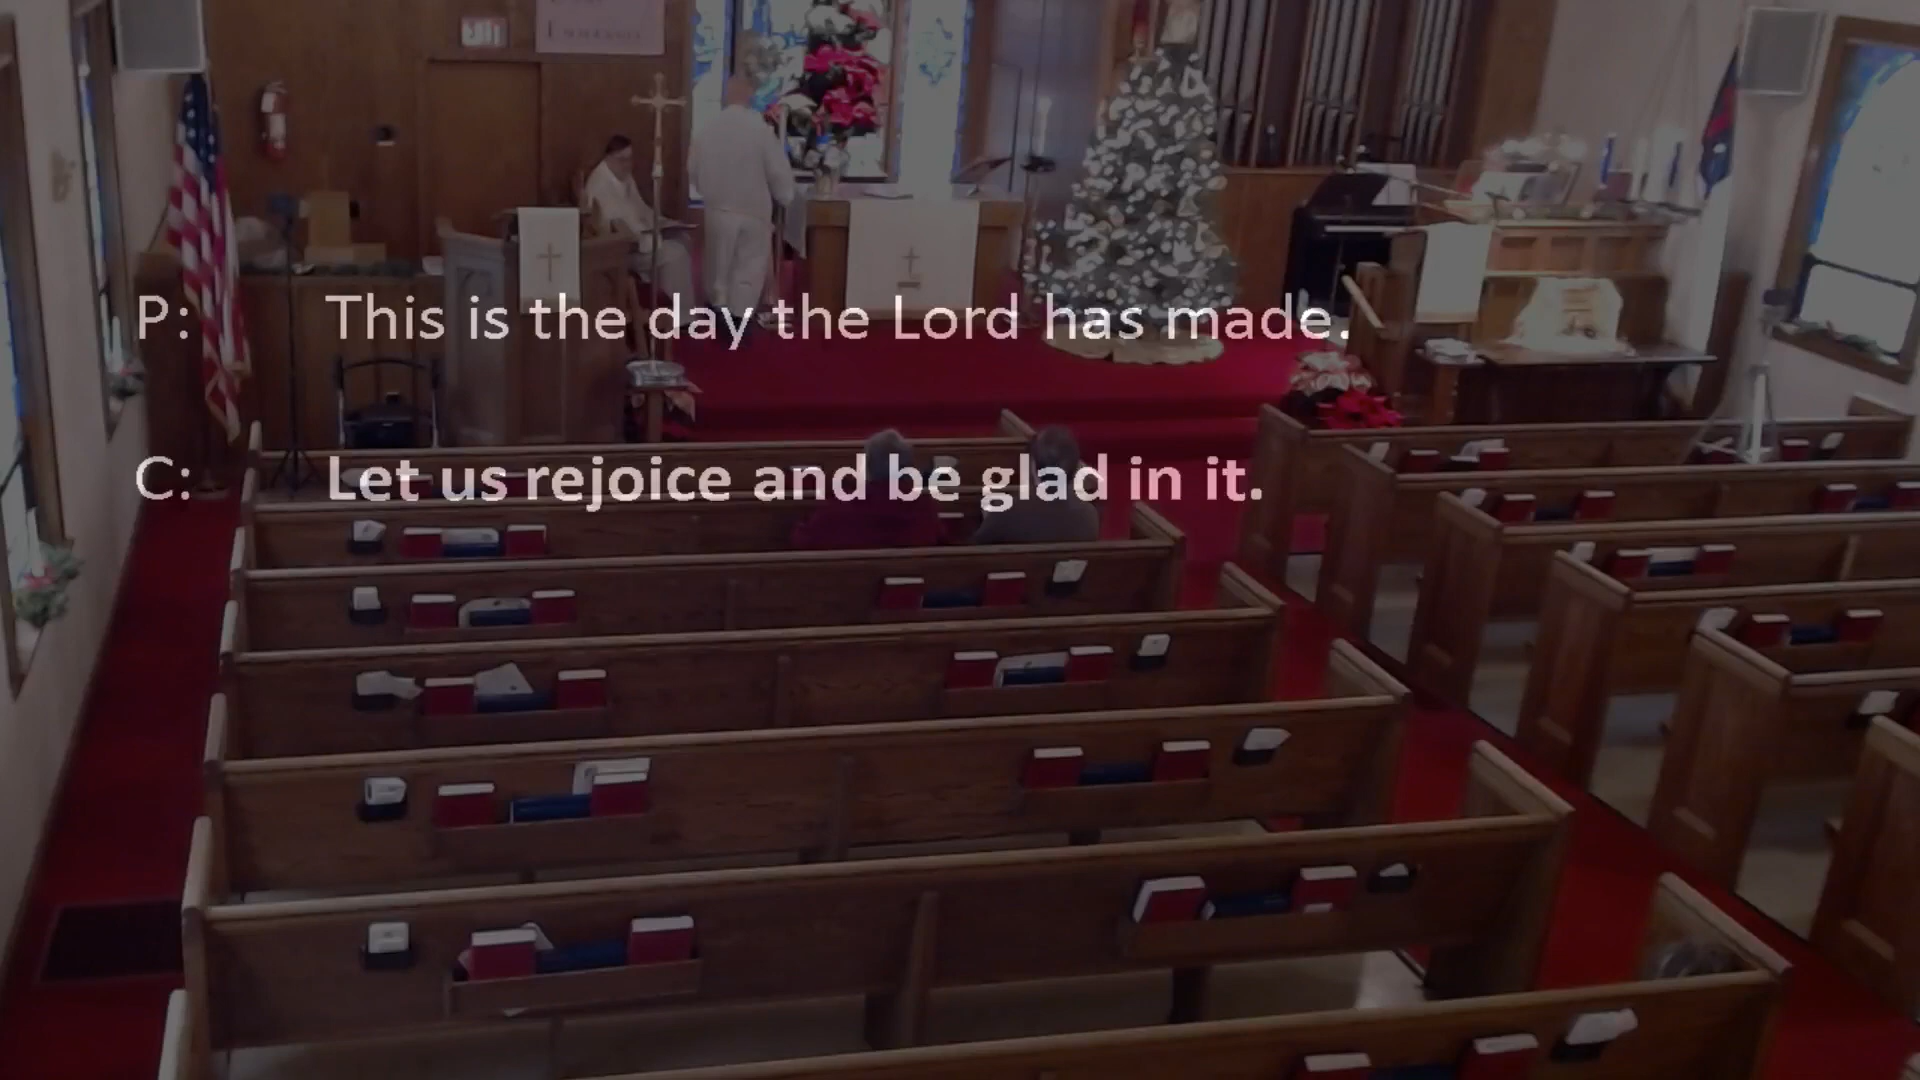 P: This is the day the Lord has made.
C: Let us rejoice and be glad in it.